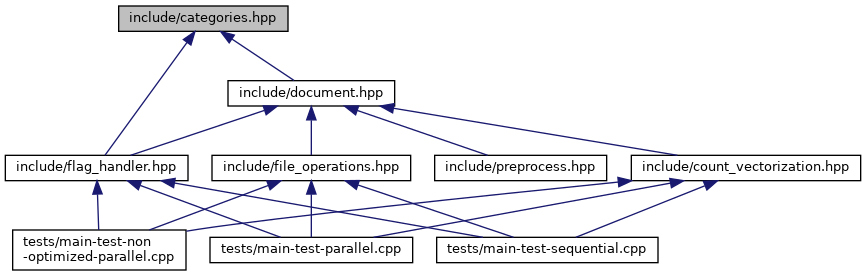 include/categories.hpp
include/document.hpp
include/flag_handler.hpp
include/file_operations.hpp
include/preprocess.hpp
include/count_vectorization.hpp
tests/main-test-non
-optimized-parallel.cpp
tests/main-test-parallel.cpp
tests/main-test-sequential.cpp